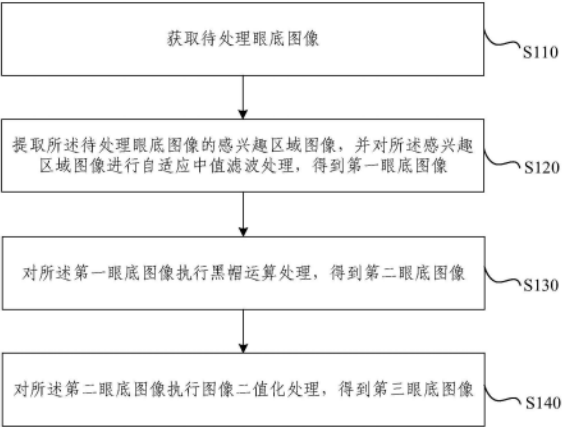 获取待处理眼底图像
S110
提取所述待处理眼底图像的感兴趣区域图像，并对所述感兴趣
区域图像进行自适应中值滤波处理，得到第一眼底图像
S120
对所述第一眼底图像执行黑帽运算处理，得到第二眼底图像
S130
对所述第二眼底图像执行图像二值化处理，得到第三眼底图像
S140